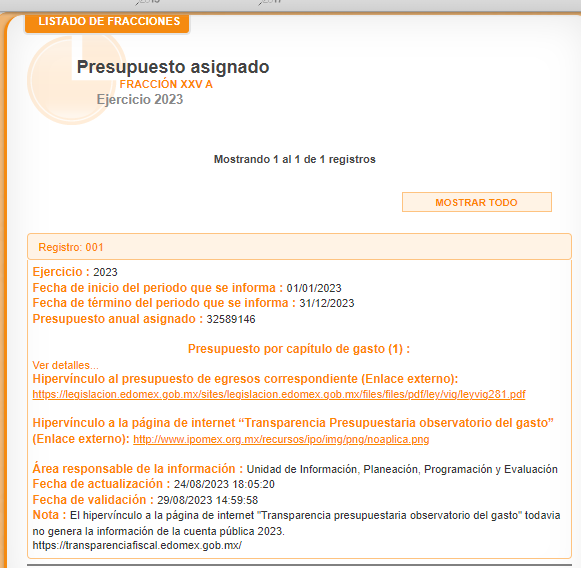 LISTADO DE FRACCIONES
Presupuesto asignado
FRACCIÓN XXV A
Ejercicio 2023
Mostrando 1 al 1 de 1 registros
MOSTRAR TODO
Registro: 001
Ejercicio : 2023
Fecha de inicio del periodo que se informa : 01/01/2023
Fecha de término del periodo que se informa : 31/12/2023
Presupuesto anual asignado : 32589146
Presupuesto por capítulo de gasto (1) :
Ver detalles...
Hipervínculo al presupuesto de egresos correspondiente (Enlace externo):
https://legislacion.edomex.gob.mx/sites/legislacion.edomex.gob.mx/files/files/pdf/ley/vig/leyvig281.pdf
Hipervínculo a la página de internet “Transparencia Presupuestaria observatorio del gasto”
(Enlace externo): http://www.ipomex.org.mx/recursos/ipo/img/png/noaplica.png
Área responsable de la información : Unidad de Información, Planeación, Programación y Evaluación
Fecha de actualización : 24/08/2023 18:05:20
Fecha de validación : 29/08/2023 14:59:58
Nota : El hipervínculo a la página de internet "Transparencia presupuestaria observatorio del gasto" todavia
no genera la información de la cuenta pública 2023.
https://transparenciafiscal.edomex.gob.mx/